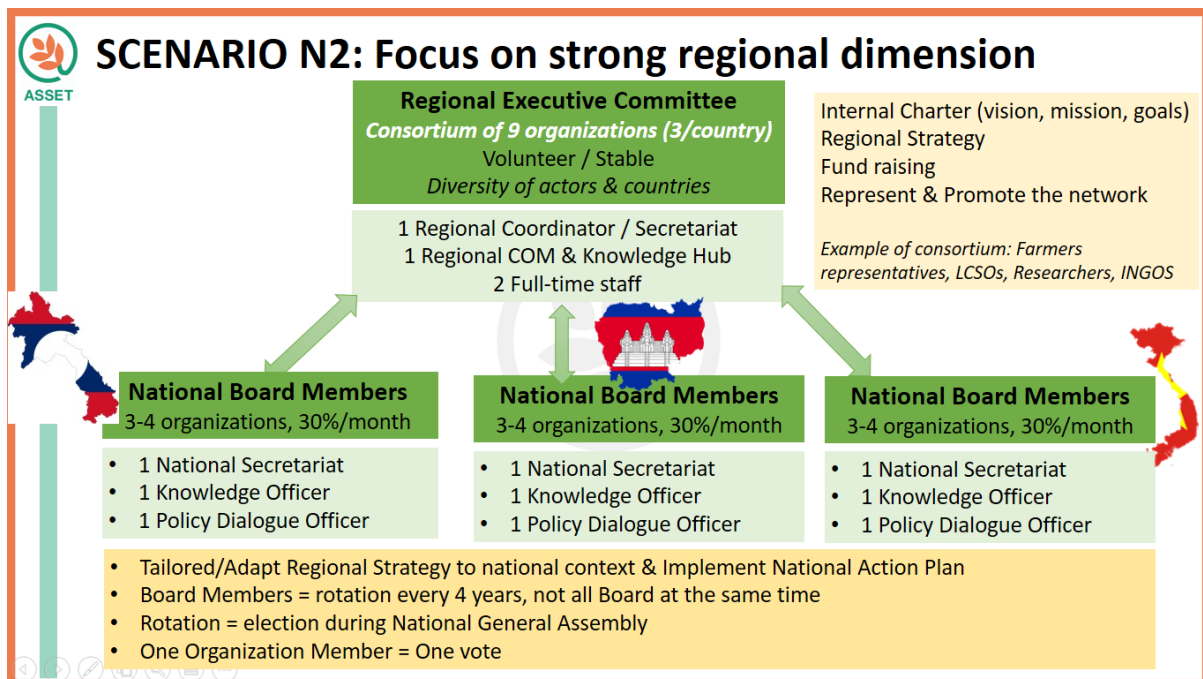 SCENARIO N2: Focus on strong regional dimension
ASSET
Regional Executive Committee
Consortium of 9 organizations (3/country)
Volunteer / Stable
Diversity of actors & countries
1 Regional Coordinator / Secretariat
1 Regional COM & Knowledge Hub
2 Full-time staff
Internal Charter (vision, mission, goals)
Regional Strategy
Fund raising
Represent & Promote the network
Example of consortium: Farmers
representatives, LCSOs, Researchers, INGOS
National Board Members
3-4 organizations, 30%/month
• 1 National Secretariat
• 1 Knowledge Officer
• 1 Policy Dialogue Officer
National Board Members
3-4 organizations, 30%/month
• 1 National Secretariat
• 1 Knowledge Officer
• 1 Policy Dialogue Officer
National Board Members
3-4 organizations, 30%/month
• 1 National Secretariat
• 1 Knowledge Officer
• 1 Policy Dialogue Officer
• Tailored/Adapt Regional Strategy to national context & Implement National Action Plan
• Board Members = rotation every 4 years, not all Board at the same time
• Rotation = election during National General Assembly
• One Organization Member = One vote